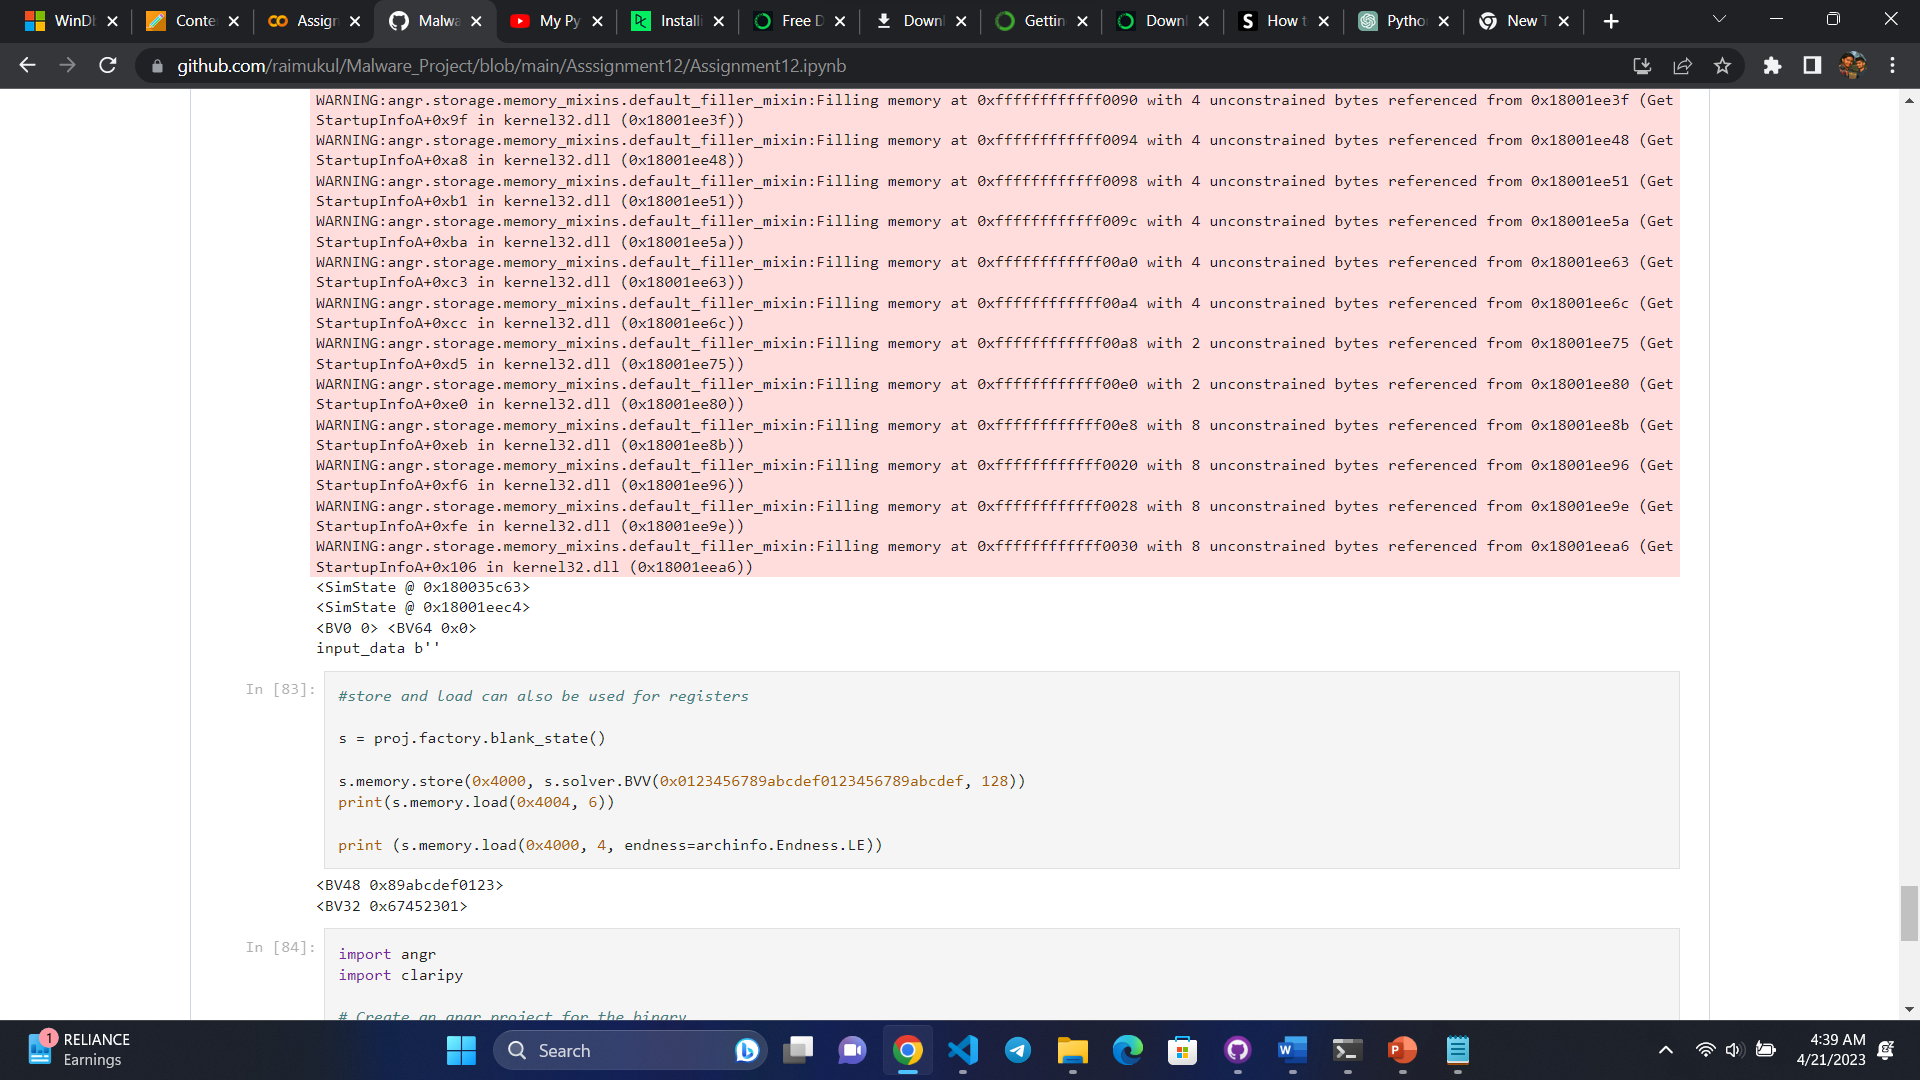 WinDl
Conte
Assign
Malwa
My Py
Installi
Free D
Downl
Gettin
Downl
How t
Pytho
New T
github.com/raimukul/Malware_Project/blob/main/Asssignment12/Assignment12.ipynb
WARNING:angr.storage.memory_mixins.default_filler_mixin:Filling memory at 0xffffffffffff0090 with 4 unconstrained bytes referenced from 0x18001ee3f (Get
StartupInfoA+0x9f in kernel32.dll (0x18001ee3f))
WARNING:angr.storage.memory_mixins.default_filler_mixin:Filling memory at 0xffffffffffff0094 with 4 unconstrained bytes referenced from 0x18001ee48 (Get
StartupInfoA+0xa8 in kernel32.dll (0x18001ee48))
WARNING:angr.storage.memory_mixins.default_filler_mixin:Filling memory at 0xffffffffffff0098 with 4 unconstrained bytes referenced from 0x18001ee51 (Get
StartupInfoA+0xb1 in kernel32.dll (0x18001ee51))
WARNING:angr.storage.memory_mixins.default_filler_mixin:Filling memory at 0xffffffffffff009c with 4 unconstrained bytes referenced from 0x18001ee5a (Get
StartupInfoA+0xba in kernel32.dll (0x18001ee5a))
WARNING:angr.storage.memory_mixins.default_filler_mixin:Filling memory at 0xffffffffffff00a0 with 4 unconstrained bytes referenced from 0x18001ee63 (Get
StartupInfoA+0xc3 in kernel32.dll (0x18001ee63))
WARNING:angr.storage.memory_mixins.default_filler_mixin:Filling memory at 0xffffffffffff00a4 with 4 unconstrained bytes referenced from 0x18001ee6c (Get
StartupInfoA+0xcc in kernel32.dll (0x18001ee6c))
WARNING:angr.storage.memory_mixins.default_filler_mixin:Filling memory at 0xffffffffffff00a8 with 2 unconstrained bytes referenced from 0x18001ee75 (Get
StartupInfoA+0xd5 in kernel32.dll (0x18001ee75))
WARNING:angr.storage.memory_mixins.default_filler_mixin:Filling memory at 0xffffffffffff00e0 with 2 unconstrained bytes referenced from 0x18001ee80 (Get
StartupInfoA+0xe0 in kernel32.dll (0x18001ee80))
WARNING:angr.storage.memory_mixins.default_filler_mixin:Filling memory at 0xffffffffffff00e8 with 8 unconstrained bytes referenced from 0x18001ee8b (Get
StartupInfoA+0xeb in kernel32.dll (0x18001ee8b))
WARNING:angr.storage.memory_mixins.default_filler_mixin:Filling memory at 0xffffffffffff0020 with 8 unconstrained bytes referenced from 0x18001ee96 (Get
StartupInfoA+0xf6 in kernel32.dll (0x18001ee96))
WARNING:angr.storage.memory_mixins.default_filler_mixin:Filling memory at 0xffffffffffff0028 with 8 unconstrained bytes referenced from 0x18001ee9e (Get
StartupInfoA+0xfe in kernel32.dll (0x18001ee9e))
WARNING:angr.storage.memory_mixins.default_filler_mixin:Filling memory at 0xffffffffffff0030 with 8 unconstrained bytes referenced from 0x18001eea6 (Get
StartupInfoA+0x106 in kernel32.dll (0x18001eea6))
<SimState @ 0x180035c63>
<SimState @ 0x18001eec4>
<BV0 0> <BV64 0x0>
input_data b''
In [83]:
#store and load can also be used for registers
s = proj.factory.blank_state()
s.memory.store(0x4000, s.solver.BVV(0x0123456789abcdef0123456789abcdef, 128))
print(s.memory.load(0x4004, 6))
print (s.memory.load(0x4000, 4, endness=archinfo.Endness.LE))
<BV48 0x89abcdef0123>
<BV32 0x67452301>
In [84]:
import angr
import claripy
# Create an angr project for the binary
1
RELIANCE
Earnings
Search
4:39 AM
4/21/2023